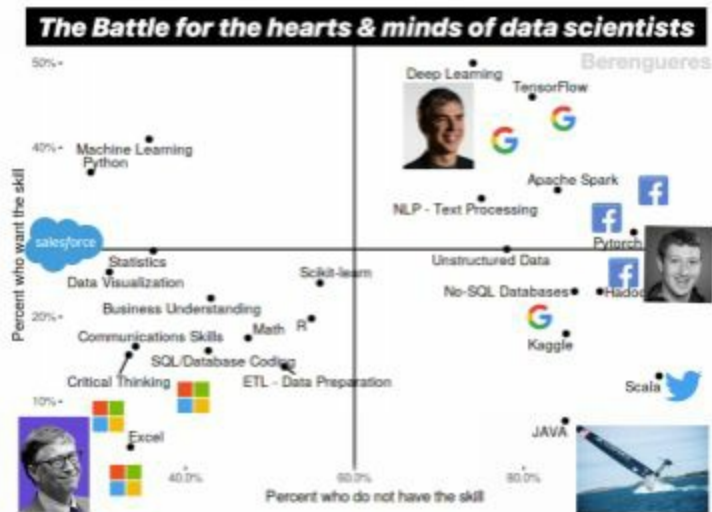 The Battle for the hearts & minds of data scientists
Berengueres
50%
Deep Learning
TensorFlow
40%
Machine Learning
Python
Apache Spark
NLP - Text Processing
Percent who want the skill
salesforce
Pytorch
Statistics
Unstructured Data
Data Visualization
Scikit-learn
No-SQL Databases
Hadoo
Business Understanding
20%
Math
R
Communications Skills
Kaggle
SQL/Database Coding
Critical Thinking
ETL - Data Preparation
Scala
10%
JAVA
Excel
40.0%
60.0%
80.0%
Percent who do not have the skill